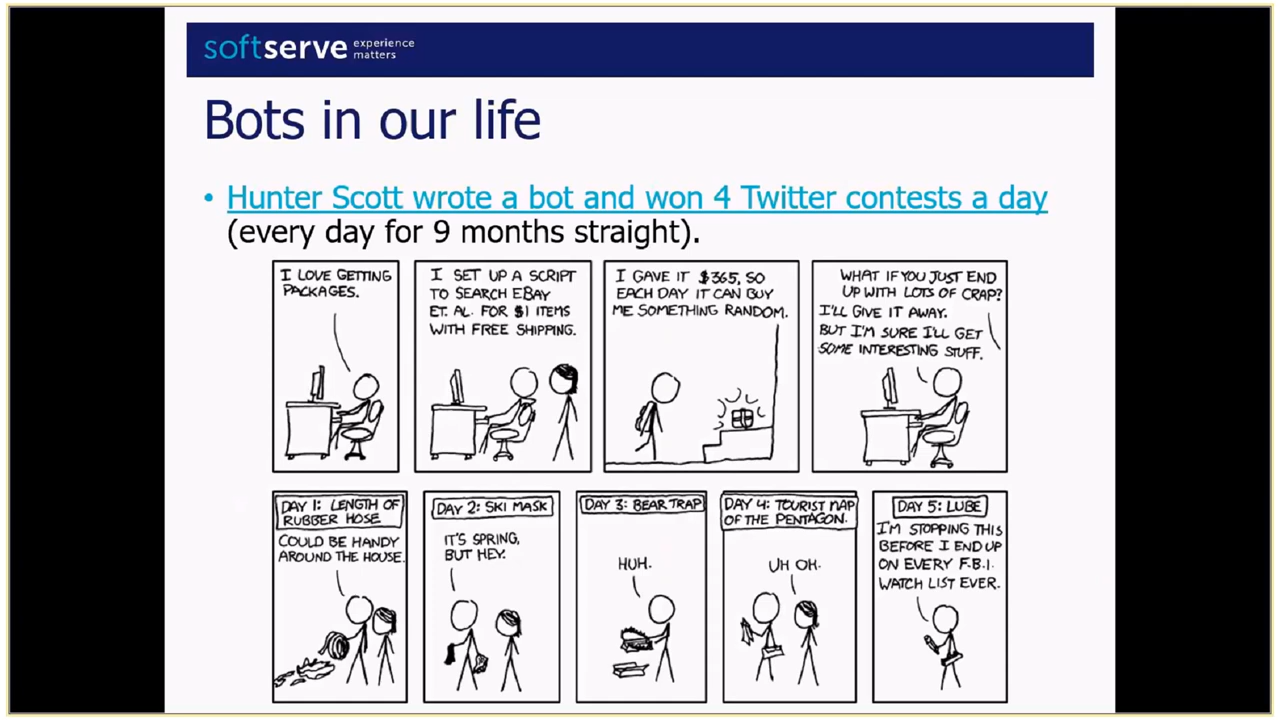 softserve experience
matters
Bots in our life
• Hunter Scott wrote a bot and won 4 Twitter contests a day
(every day for 9 months straight).
I LOVE GETTING
PACKAGES.
I SET UP A SCRIPT
TO SEARCH EBAY
ET. AL. FOR $1 ITEMS
WITH FREE SHIPPING.
I GAVE IT $365, SO
EACH DAY IT CAN BUY
ME SOMETHING RANDOM.
WHAT IF YOU JUST END
UP WITH LOTS OF CRAP?
I'LL GIVE IT AWAY.
BUT I'M SURE I'LL GET
SOME INTERESTING STUFF.
DAY 1: LENGTH OF
RUBBER HOSE
COULD BE HANDY
AROUND THE HOUSE.
DAY 2: SKI MASK
IT'S SPRING,
BUT HEY.
DAY 3: BEAR TRAP
HUH.
DAY 4: TOURIST MAP
OF THE PENTAGON.
UH OH.
DAY 5: LUBE
I'M STOPPING THIS
BEFORE I END UP
ON EVERY F.B.I.
WATCH LIST EVER.